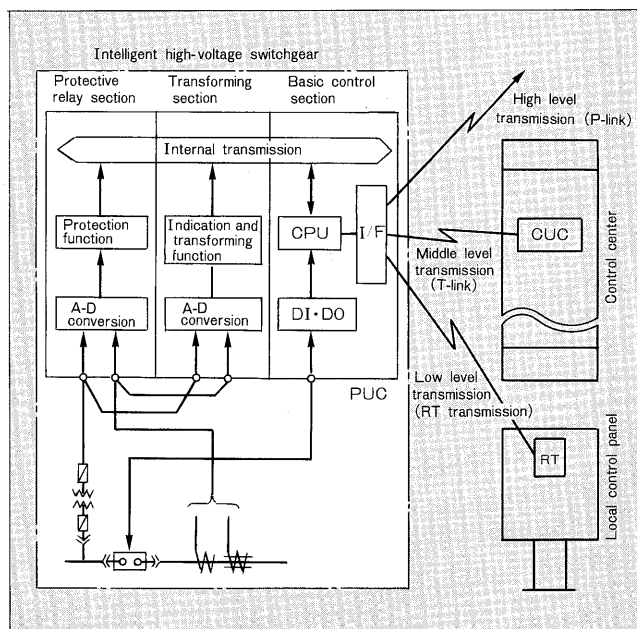 Intelligent high-voltage switchgear
Protective
relay section
Transforming
section
Basic control
section
Internal transmission
Protection
function
Indication and
transforming
function
CPU
I/F
A-D
conversion
A-D
conversion
DI・DO
PUC
High level
transmission (P-link)
Middle level
transmission
(T-link)
Low level
transmission
(RT transmission)
CUC
Control center
RT
Local control panel